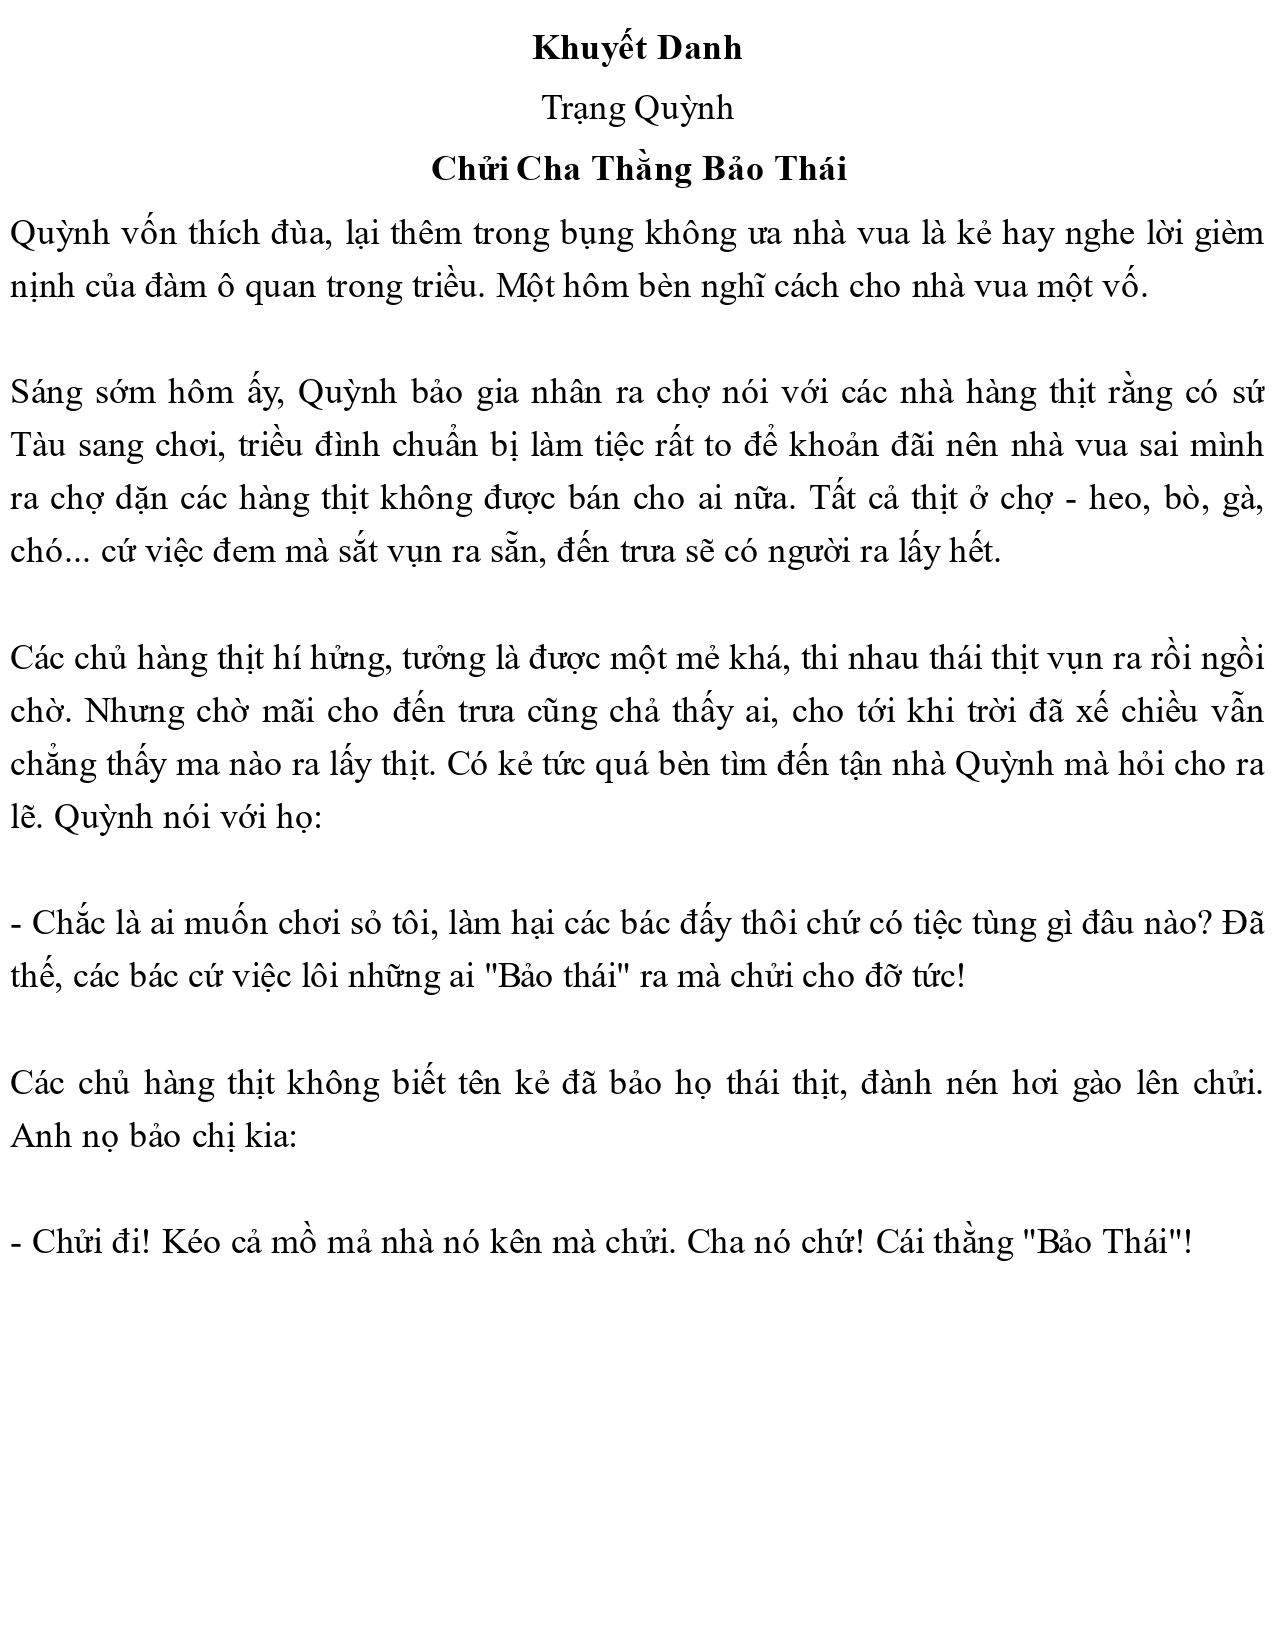 Khuyết Danh
Trạng Quỳnh
Chửi Cha Thằng Bảo Thái
Quỳnh vốn thích đùa, lại thêm trong bụng không ưa nhà vua là kẻ hay nghe lời gièm
nịnh của đàm ô quan trong triều. Một hôm bèn nghĩ cách cho nhà vua một vố.
Sáng sớm hôm ấy, Quỳnh bảo gia nhân ra chợ nói với các nhà hàng thịt rằng có sứ
Tàu sang chơi, triều đình chuẩn bị làm tiệc rất to để khoản đãi nên nhà vua sai mình
ra chợ dặn các hàng thịt không được bán cho ai nữa. Tất cả thịt ở chợ - heo, bò, gà,
chó... cứ việc đem mà sắt vụn ra sẵn, đến trưa sẽ có người ra lấy hết.
Các chủ hàng thịt hí hửng, tưởng là được một mẻ khá, thi nhau thái thịt vụn ra rồi ngồi
chờ. Nhưng chờ mãi cho đến trưa cũng chả thấy ai, cho tới khi trời đã xế chiều vẫn
chẳng thấy ma nào ra lấy thịt. Có kẻ tức quá bèn tìm đến tận nhà Quỳnh mà hỏi cho ra
lẽ. Quỳnh nói với họ:
- Chắc là ai muốn chơi sỏ tôi, làm hại các bác đấy thôi chứ có tiệc tùng gì đâu nào? Đã
thế, các bác cứ việc lôi những ai "Bảo thái" ra mà chửi cho đỡ tức!
Các chủ hàng thịt không biết tên kẻ đã bảo họ thái thịt, đành nén hơi gào lên chửi.
Anh nọ bảo chị kia:
- Chửi đi! Kéo cả mồ mả nhà nó kên mà chửi. Cha nó chứ! Cái thằng "Bảo Thái"!